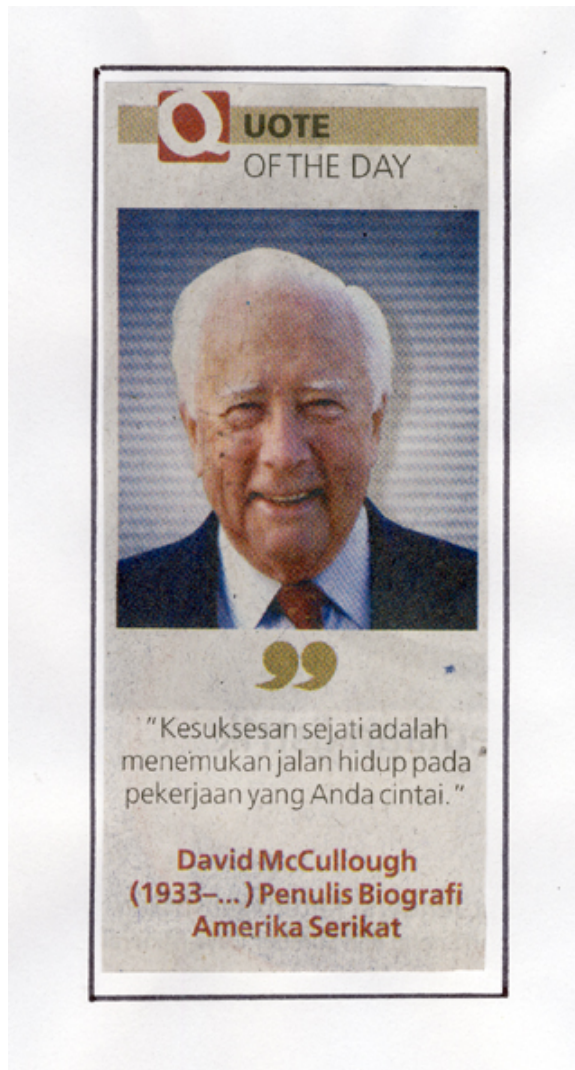 QUOTE
OF THE DAY
"Kesuksesan sejati adalah
menemukan jalan hidup pada
pekerjaan yang Anda cintai."
David McCullough
(1933–...) Penulis Biografi
Amerika Serikat